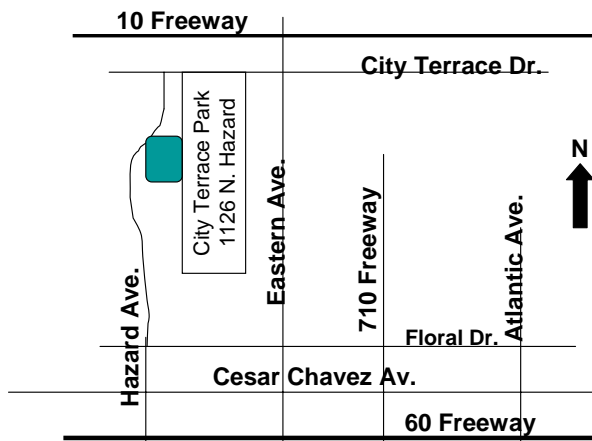 10 Freeway
City Terrace Dr.
City Terrace Park
1126 N. Hazard
N
Eastern Ave.
710 Freeway
Atlantic Ave.
Hazard Ave.
Floral Dr.
Cesar Chavez Av.
60 Freeway